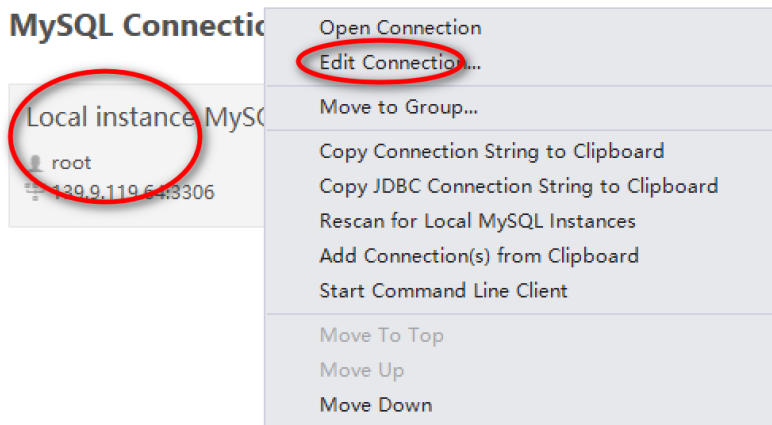 MySQL Connectio
Local instance MySQ
root
139.9.119.64:3306
Open Connection
Edit Connection...
Move to Group...
Copy Connection String to Clipboard
Copy JDBC Connection String to Clipboard
Rescan for Local MySQL Instances
Add Connection(s) from Clipboard
Start Command Line Client
Move To Top
Move Up
Move Down